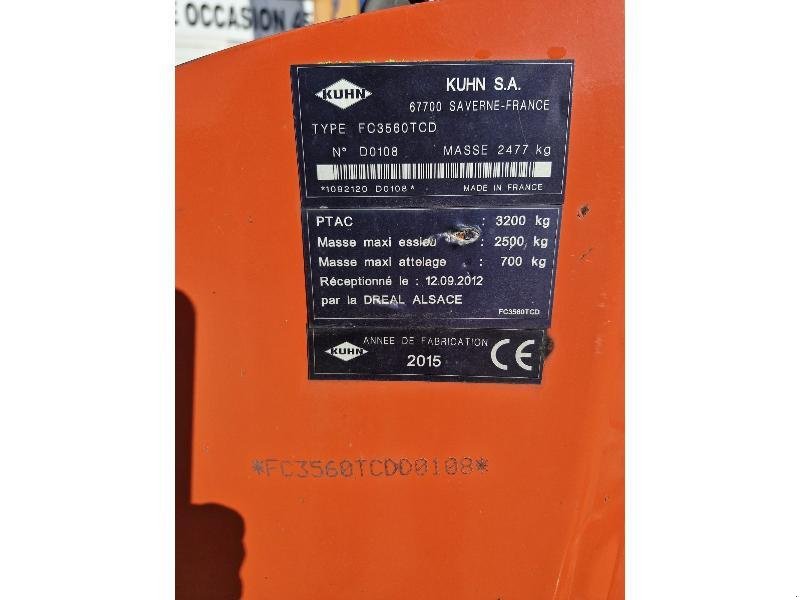 E OCCASION 45
KUHN
KUHN S.A.
67700 SAVERNE-FRANCE
TYPE FC3560TCD
N° D0108 MASSE 2477 kg
*1092120 D0108* MADE IN FRANCE
PTAC : 3200 kg
Masse maxi essieu : 2500 kg
Masse maxi attelage : 700 kg
Réceptionné le : 12.09.2012
par la DREAL ALSACE
FC3560TCD
KUHN
ANNEE DE FABRICATION
2015 CE
*FC3560TCDD0108*